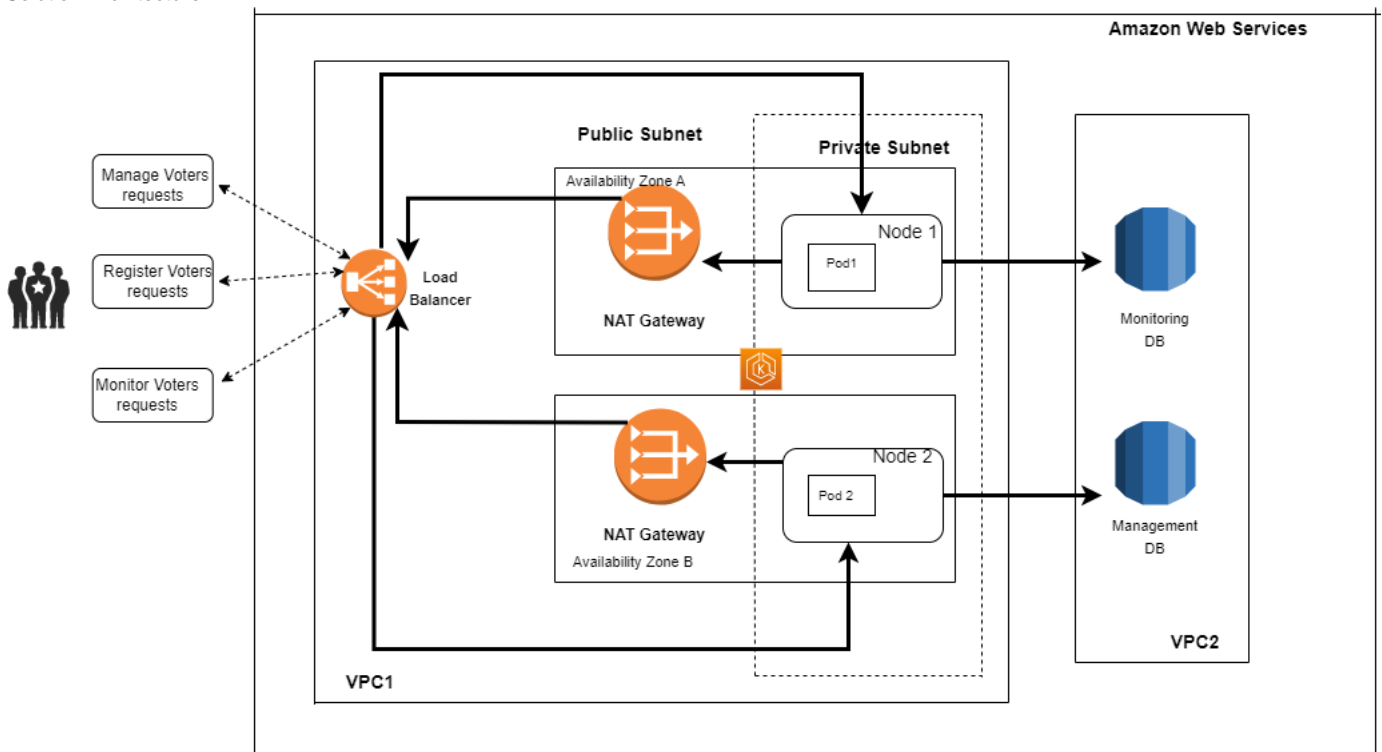 Amazon Web Services
Public Subnet
Private Subnet
Manage Voters
requests
Availability Zone A
Node 1
Pod1
Register Voters
requests
Load
Balancer
NAT Gateway
Monitoring
DB
K
Monitor Voters
requests
Node 2
Pod 2
NAT Gateway
Availability Zone B
Management
DB
VPC2
VPC1